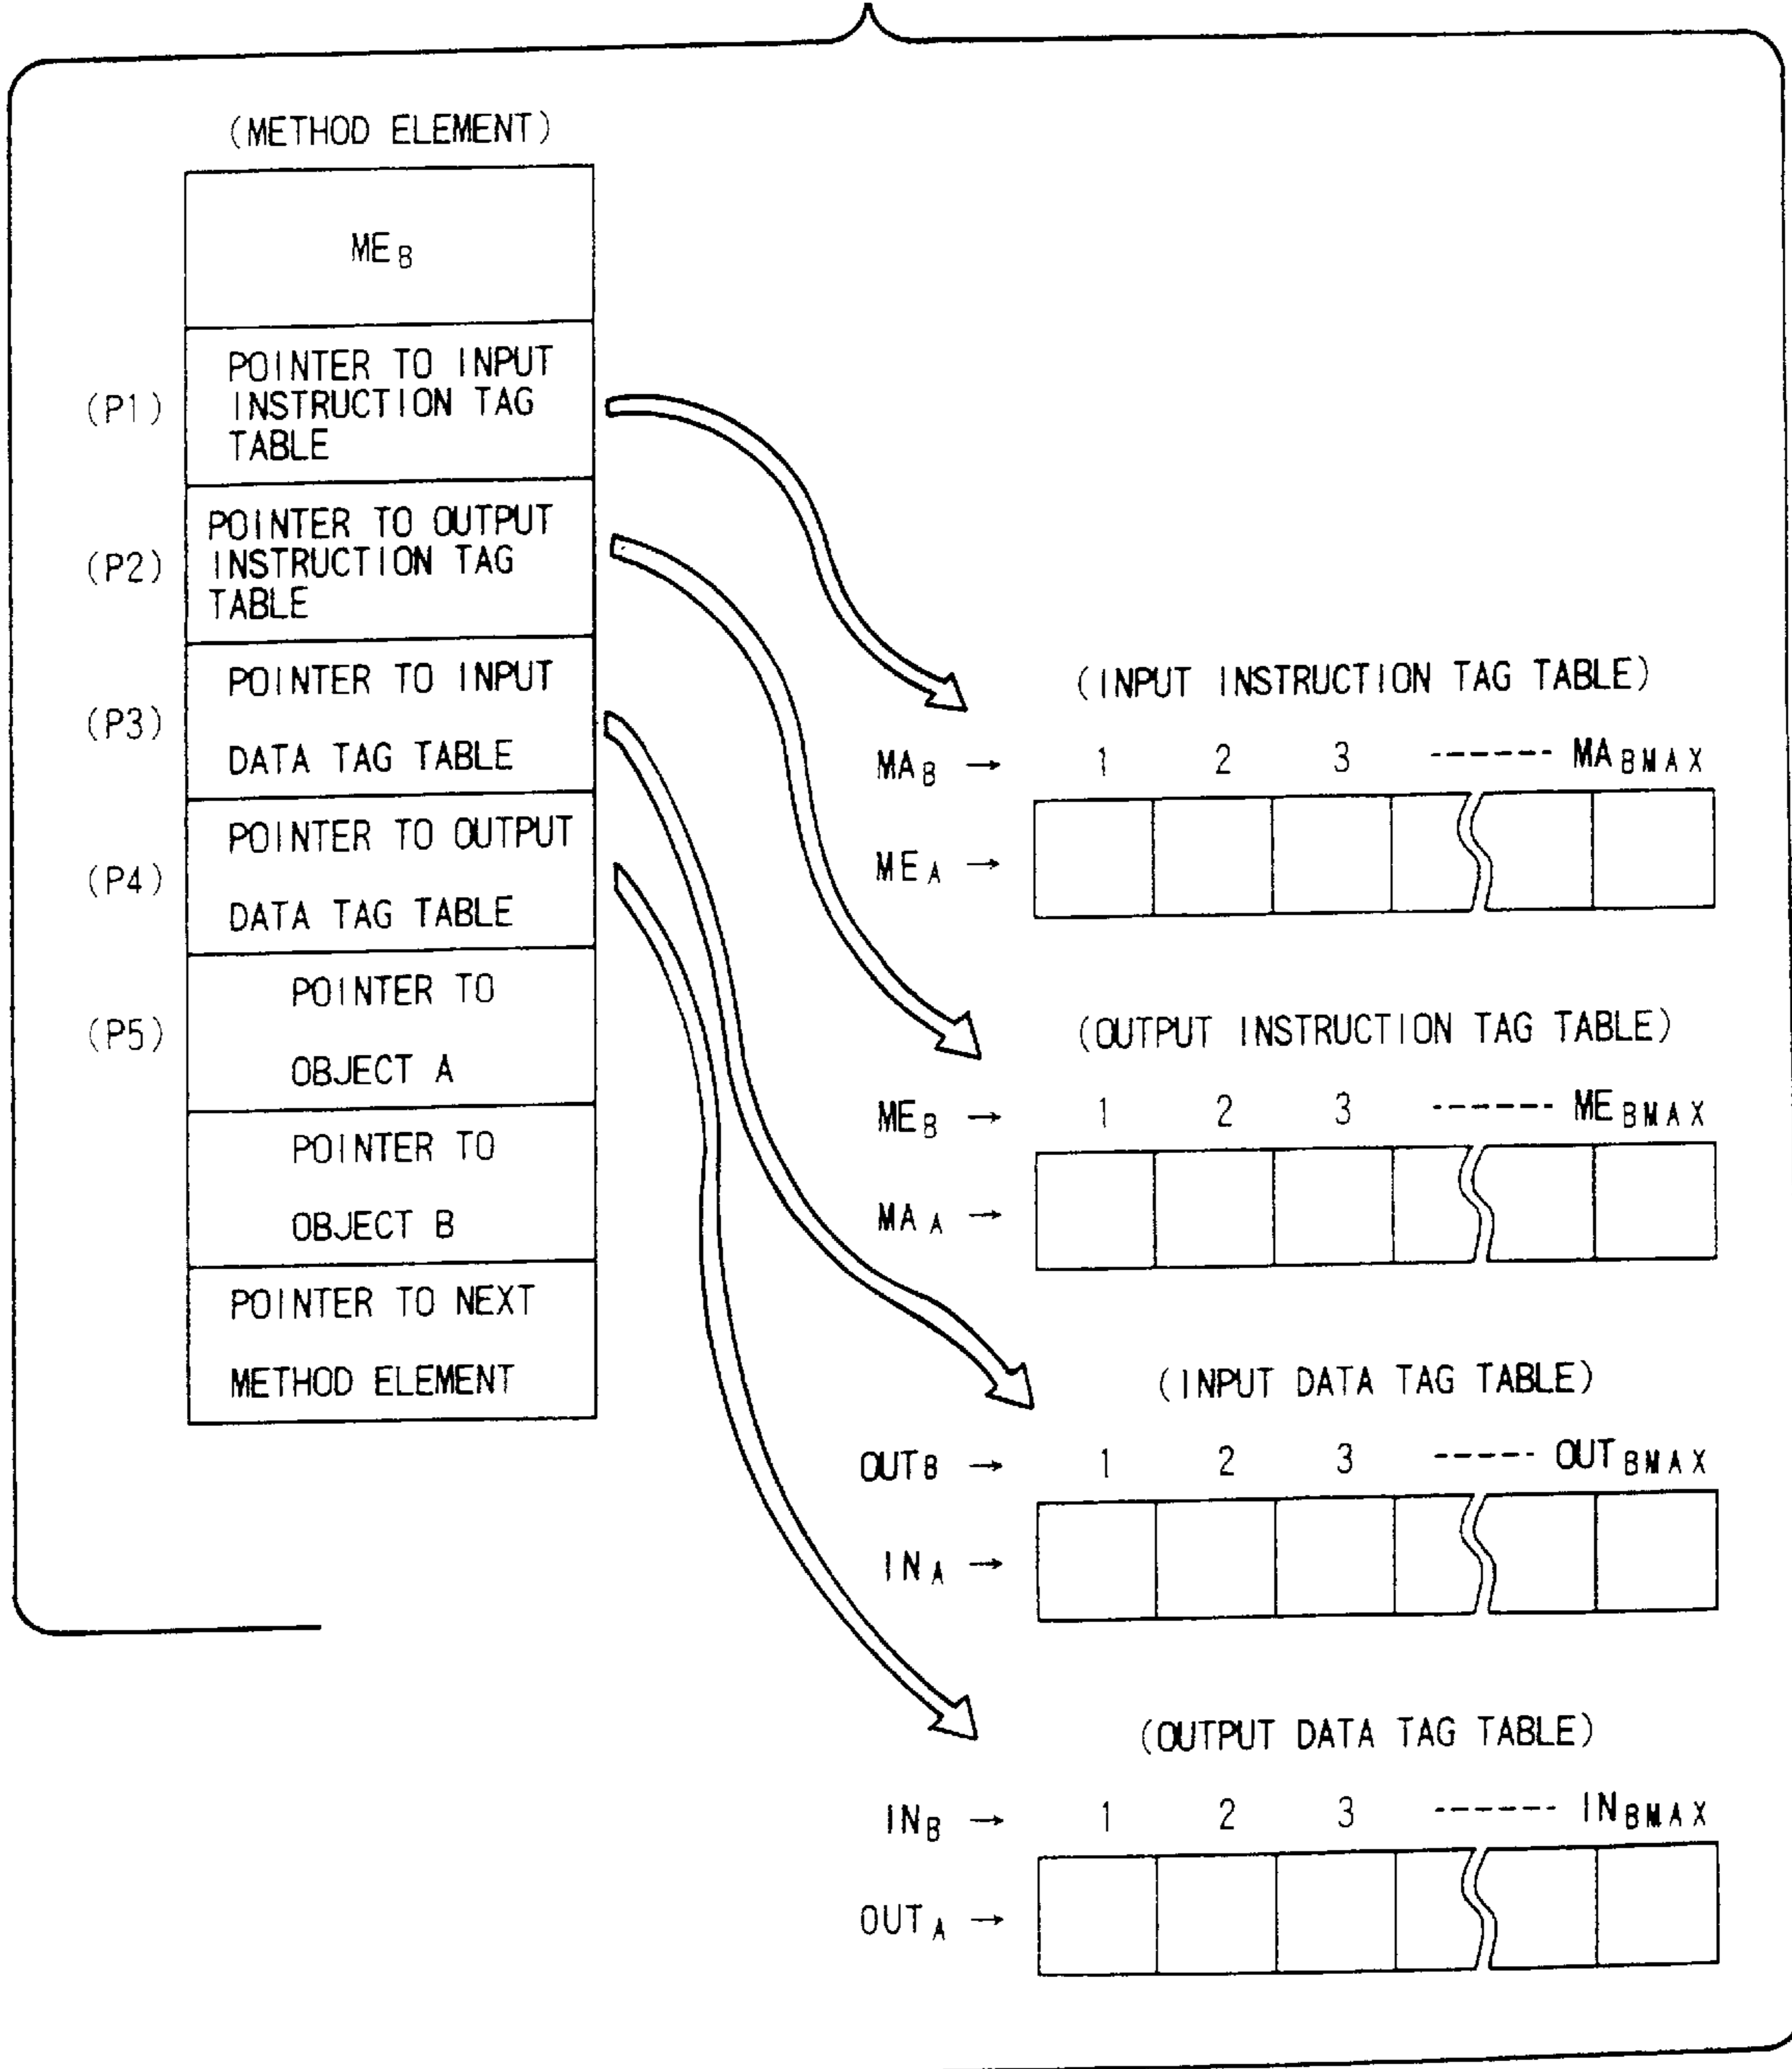 (METHOD ELEMENT)
ME B
(P1)
POINTER TO INPUT
INSTRUCTION TAG
TABLE
(P2)
POINTER TO OUTPUT
INSTRUCTION TAG
TABLE
(P3)
POINTER TO INPUT
DATA TAG TABLE
(P4)
POINTER TO OUTPUT
DATA TAG TABLE
(P5)
POINTER TO
OBJECT A
POINTER TO
OBJECT B
POINTER TO NEXT
METHOD ELEMENT
(INPUT INSTRUCTION TAG TABLE)
MA B → 1 2 3 ------ MA BMAX
ME A →
(OUTPUT INSTRUCTION TAG TABLE)
ME B → 1 2 3 ------ ME BMAX
MA A →
(INPUT DATA TAG TABLE)
OUT B → 1 2 3 ----- OUT BMAX
IN A →
(OUTPUT DATA TAG TABLE)
IN B → 1 2 3 ------ IN BMAX
OUT A →